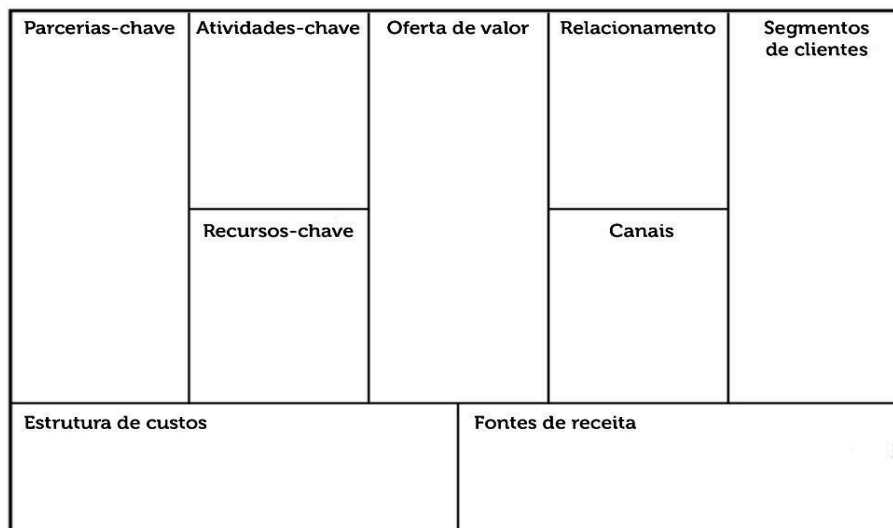 Parcerias-chave
Atividades-chave
Oferta de valor
Relacionamento
Segmentos
de clientes
Recursos-chave
Canais
Estrutura de custos
Fontes de receita